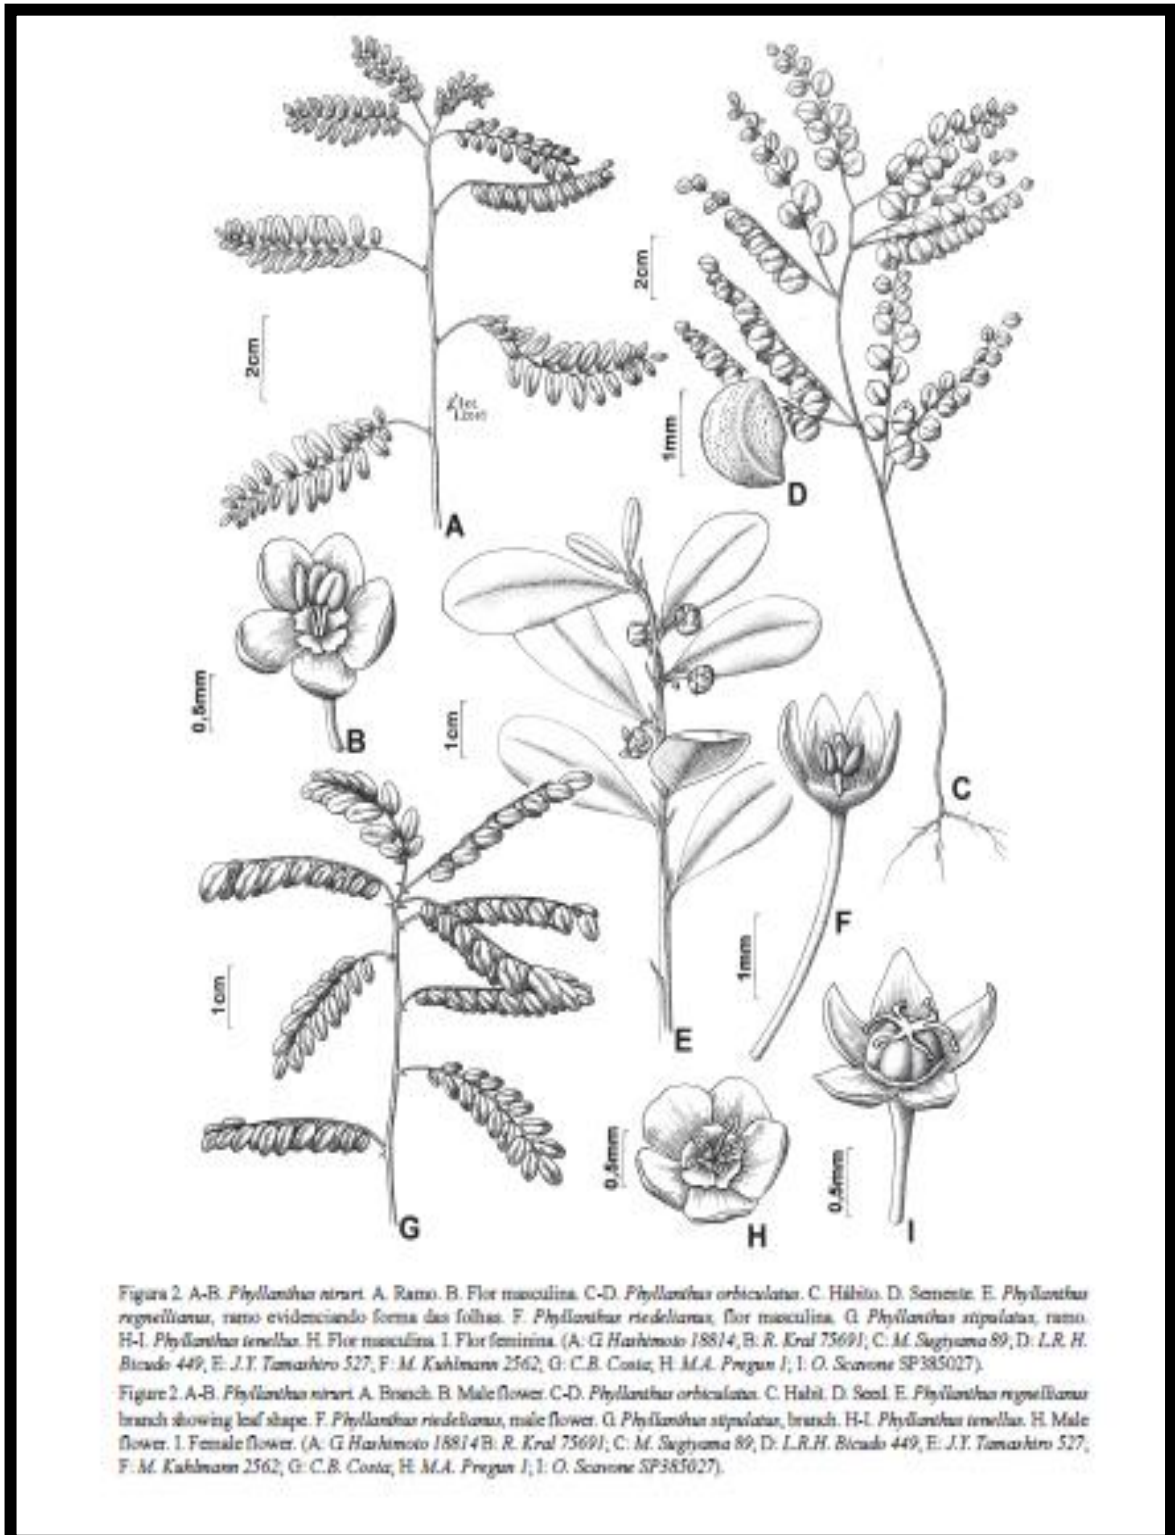 2cm
2cm
1mm
D
A
0,5mm
B
1cm
C
F
1cm
1mm
E
0,5mm
0,5mm
G
H
I
Figura 2. A-B. Phyllanthus niruri. A. Ramo. B. Flor masculina. C-D. Phyllanthus orbiculatus. C. Hábito. D. Semente. E. Phyllanthus
regnellianus, ramo evidenciando forma das folhas. F. Phyllanthus riedelianus, flor masculina. G. Phyllanthus stipulatus, ramo.
H-I. Phyllanthus tenellus. H. Flor masculina. I. Flor feminina. (A: G Hashimoto 18814; B: R. Kral 75691; C: M. Sugiyama 89; D: L.R. H.
Bicudo 449; E: J.Y. Tamashiro 527; F: M. Kuhlmann 2562; G: C.B. Costa; H: M.A. Pregun 1; I: O. Scavone SP385027).
Figure 2. A-B. Phyllanthus niruri. A. Branch. B. Male flower. C-D. Phyllanthus orbiculatus. C. Habit. D. Seed. E. Phyllanthus regnellianus
branch showing leaf shape. F. Phyllanthus riedelianus, male flower. G. Phyllanthus stipulatus, branch. H-I. Phyllanthus tenellus. H. Male
flower. I. Female flower. (A: G Hashimoto 18814 B: R. Kral 75691; C: M. Sugiyama 89; D: L.R.H. Bicudo 449; E: J.Y. Tamashiro 527;
F: M. Kuhlmann 2562; G: C.B. Costa; H: M.A. Pregun 1; I: O. Scavone SP385027).